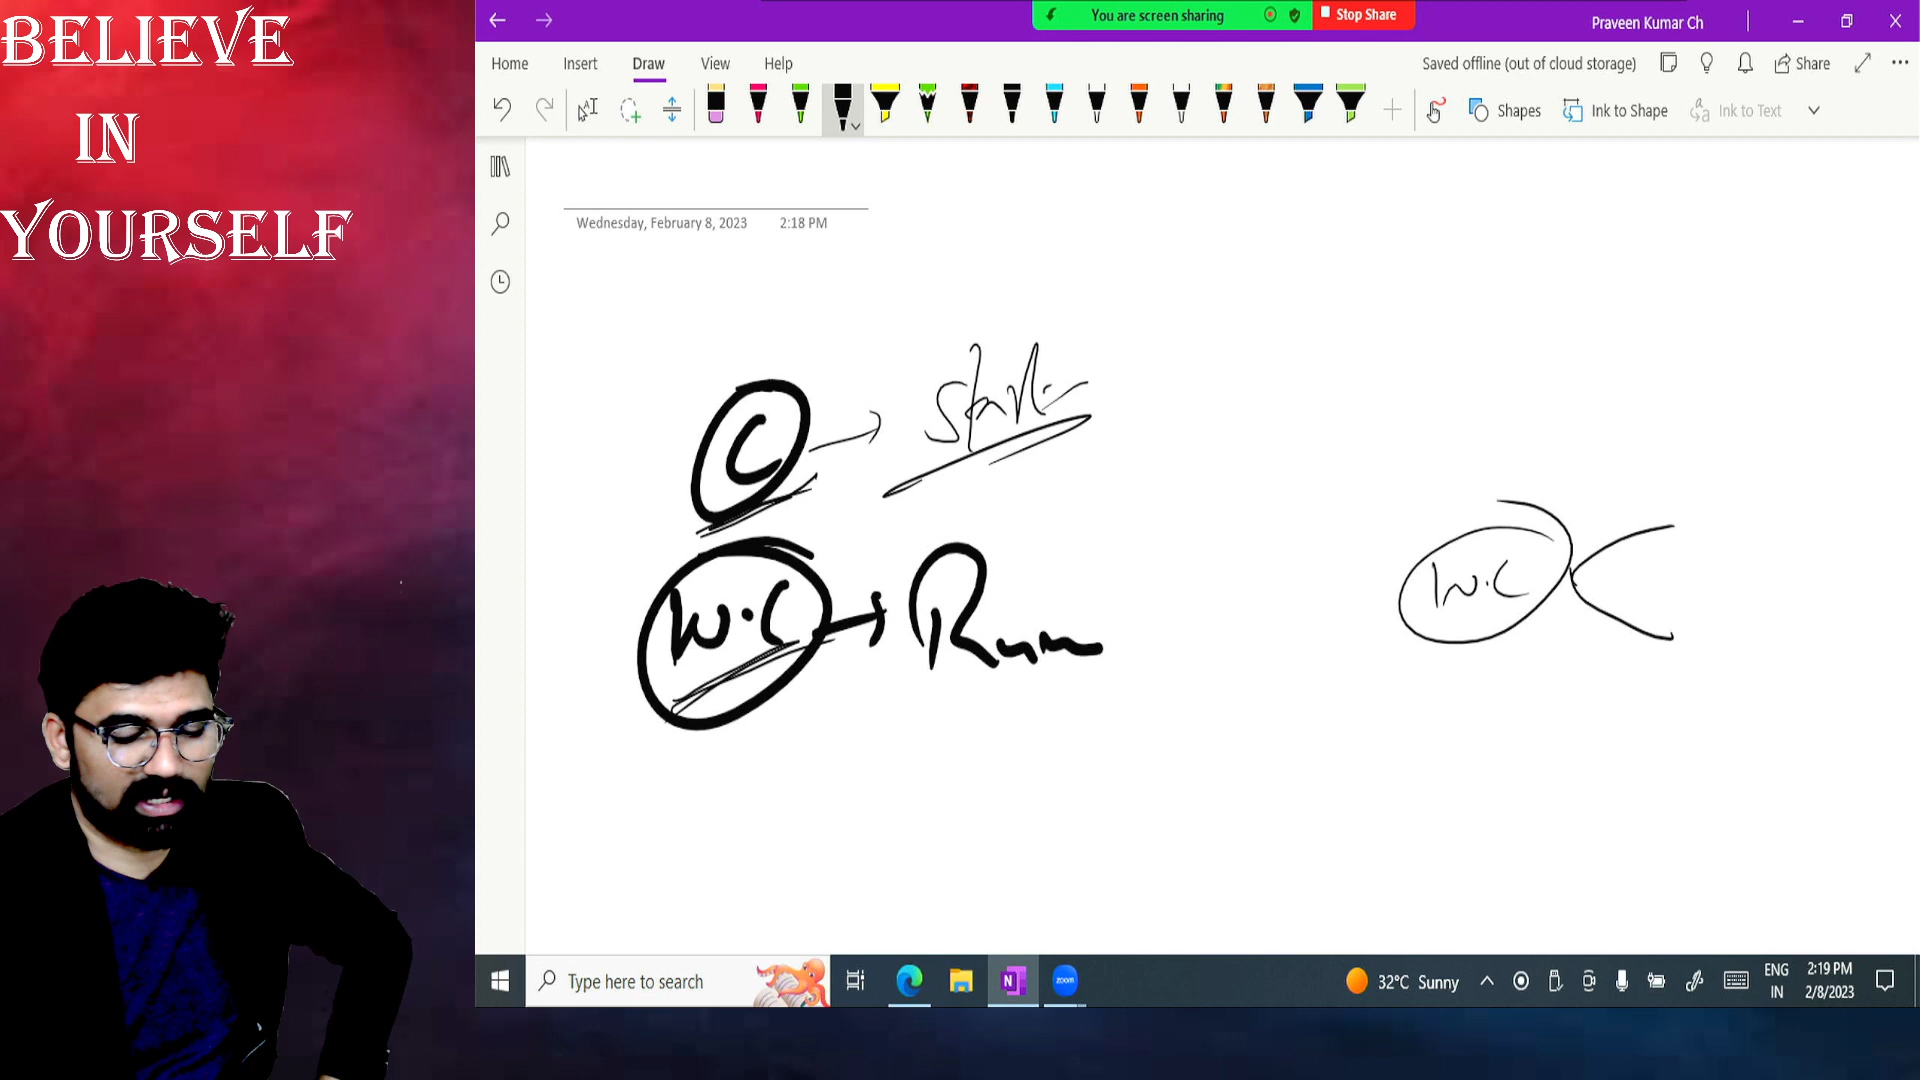 BELIEVE
IN
YOURSELF
You are screen sharing
Stop Share
Praveen Kumar Ch
Home Insert Draw View Help
Saved offline (out of cloud storage)
Share
Shapes
Ink to Shape
Ink to Text
Wednesday, February 8, 2023 2:18 PM
C
W.C
Run
W.C
Type here to search
N
zoom
32°C Sunny
ENG
IN
2:19 PM
2/8/2023